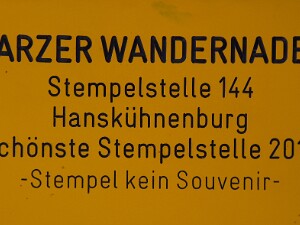 ARZER WANDERNADE
Stempelstelle 144
Hanskühnenburg
chönste Stempelstelle 201
-Stempel kein Souvenir-